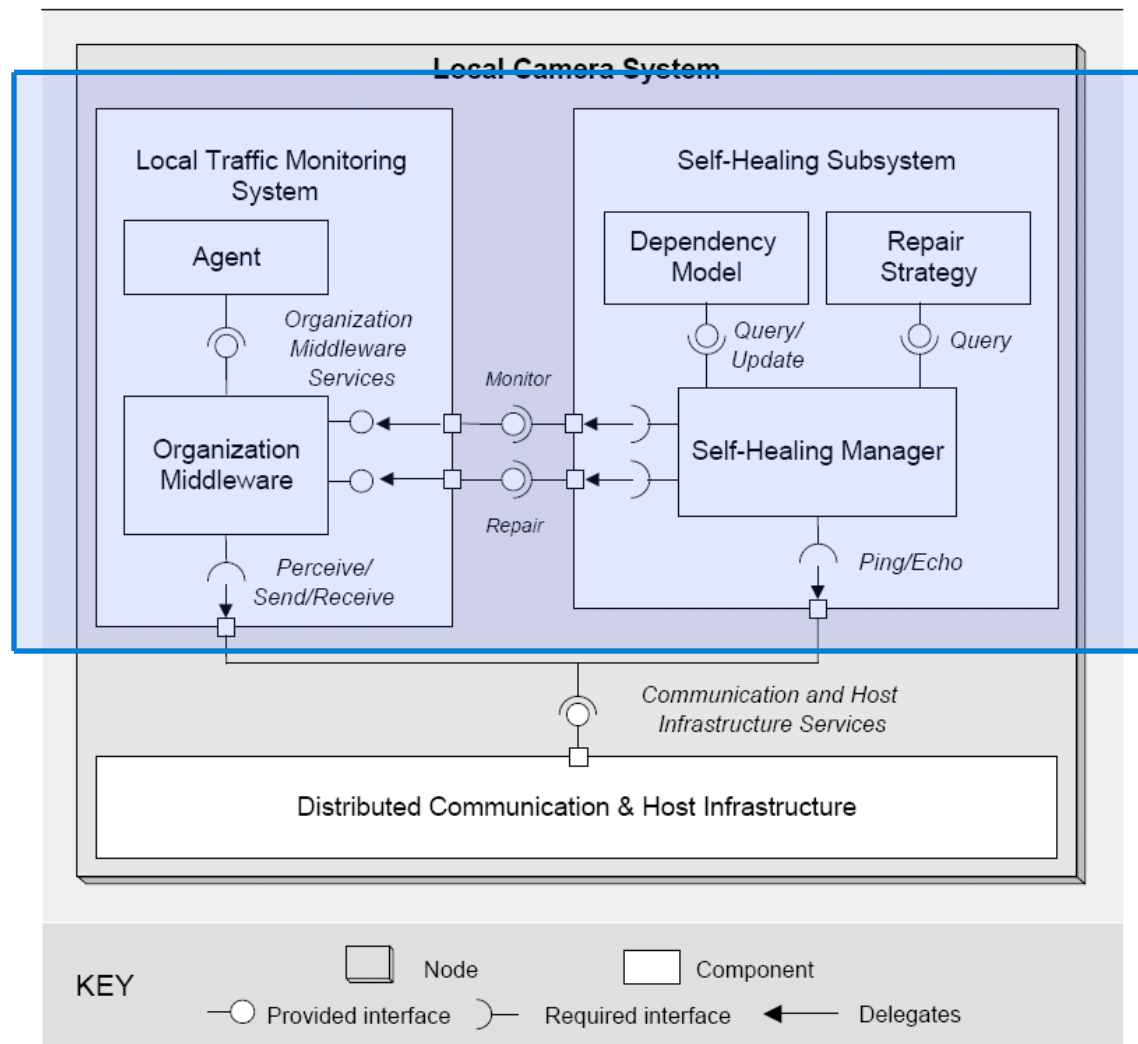 Local Camera System
Local Traffic Monitoring
System
Self-Healing Subsystem
Agent
Dependency
Model
Repair
Strategy
Organization
Middleware
Services
Query/
Update
Query
Monitor
Organization
Middleware
Self-Healing Manager
Repair
Perceive/
Send/Receive
Ping/Echo
Communication and Host
Infrastructure Services
Distributed Communication & Host Infrastructure
KEY
Node
Component
Provided interface
Required interface
Delegates